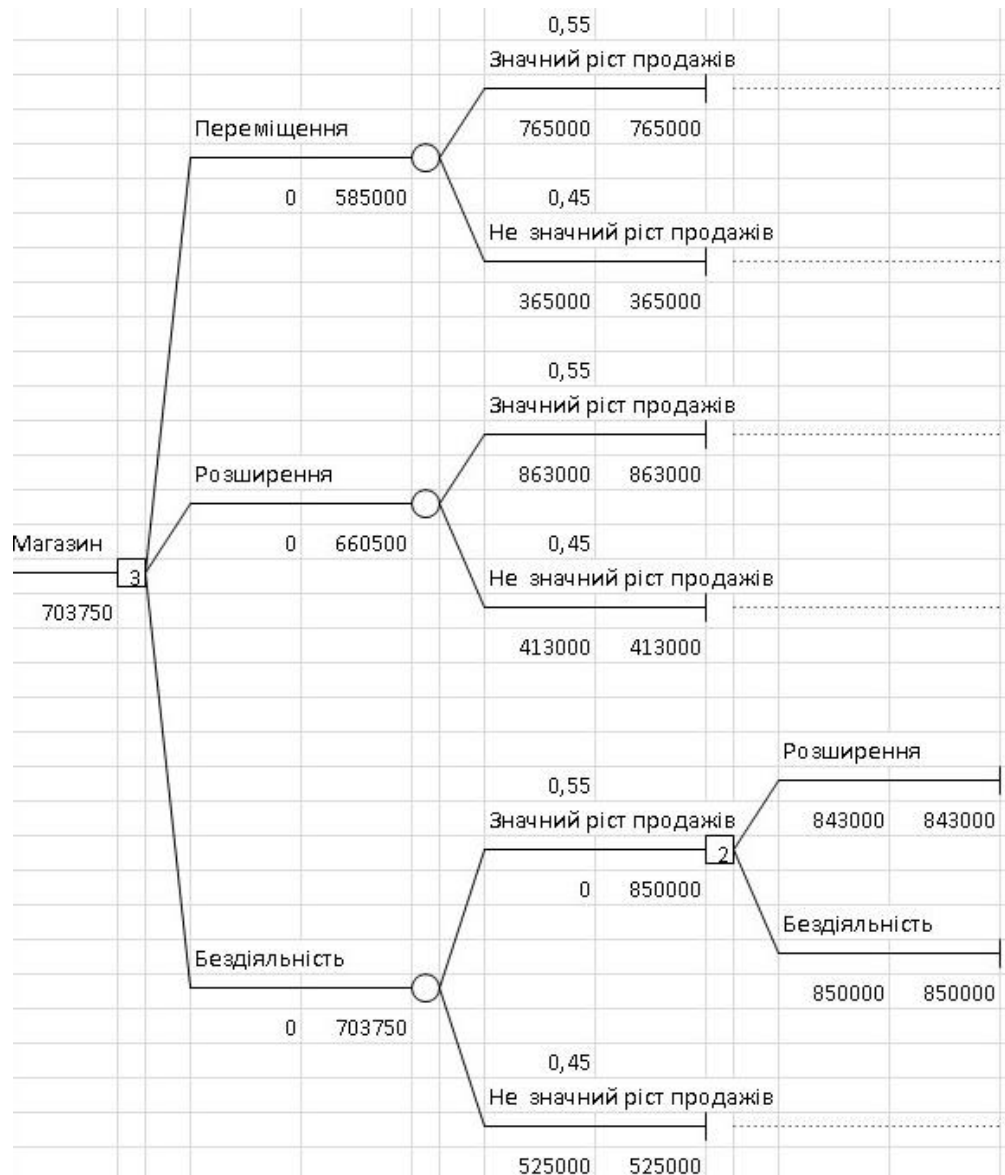 0,55
Значний ріст продажів
765000 765000
Переміщення
0 585000
0,45
Не значний ріст продажів
365000 365000
0,55
Значний ріст продажів
863000 863000
Розширення
0 660500
0,45
Не значний ріст продажів
413000 413000
Магазин
3
703750
Розширення
843000 843000
0,55
Значний ріст продажів
2
0 850000
Бездіяльність
850000 850000
Бездіяльність
0 703750
0,45
Не значний ріст продажів
525000 525000